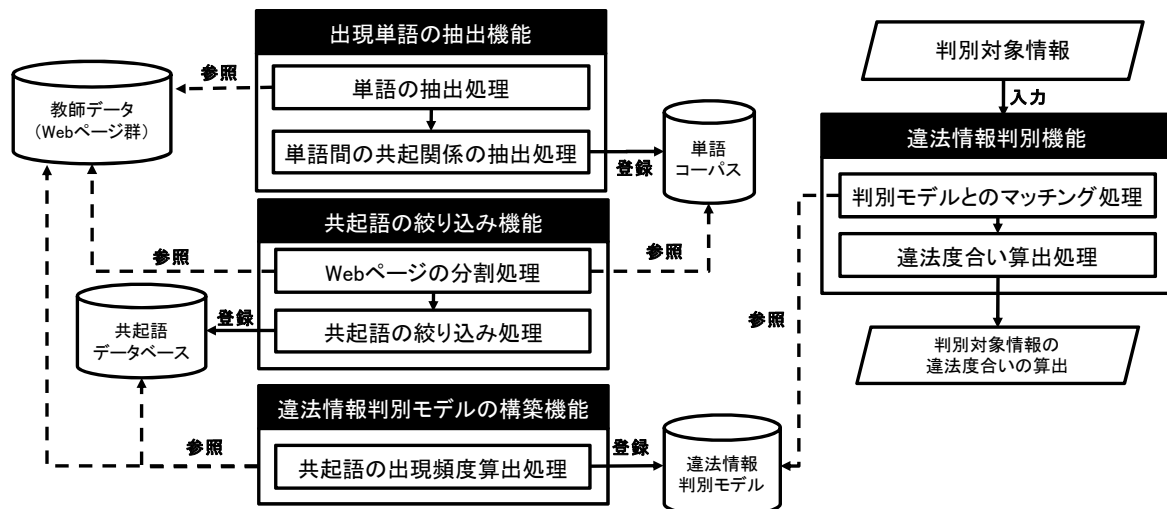 出現単語の抽出機能
参照
単語の抽出処理
教師データ
(Webページ群)
単語間の共起関係の抽出処理
登録
単語
コーパス
共起語の絞り込み機能
参照
Webページの分割処理
参照
登録
共起語の絞り込み処理
共起語
データベース
違法情報判別モデルの構築機能
参照
共起語の出現頻度算出処理
登録
違法情報
判別モデル
判別対象情報
入力
違法情報判別機能
判別モデルとのマッチング処理
違法度合い算出処理
参照
判別対象情報の
違法度合いの算出